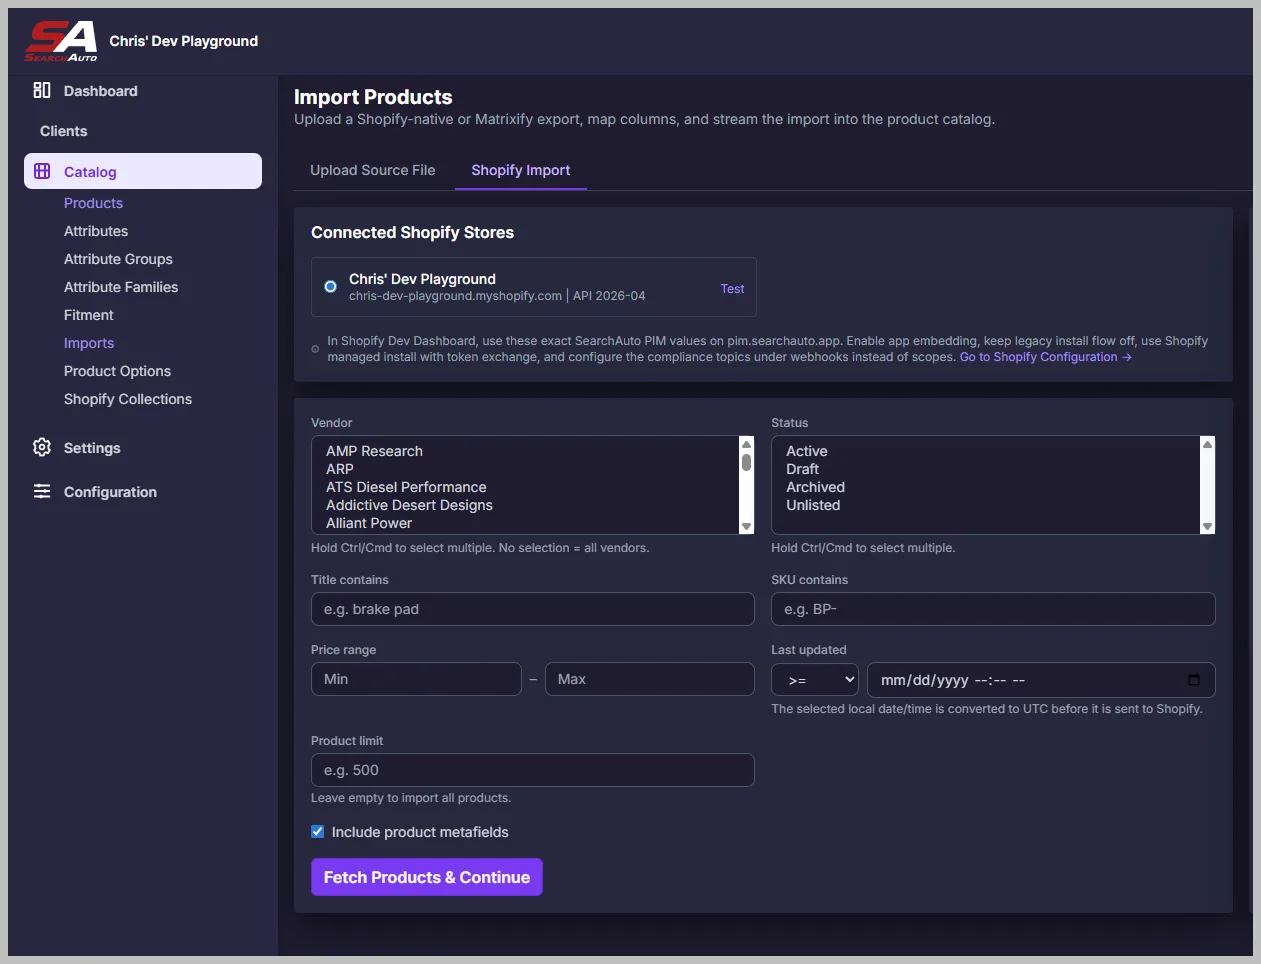 SA
SEARCHAUTO
Chris' Dev Playground
Dashboard
Clients
Catalog
Products
Attributes
Attribute Groups
Attribute Families
Fitment
Imports
Product Options
Shopify Collections
Settings
Configuration
Import Products
Upload a Shopify-native or Matrixify export, map columns, and stream the import into the product catalog.
Upload Source File
Shopify Import
Connected Shopify Stores
Chris' Dev Playground
chris-dev-playground.myshopify.com | API 2026-04
Test
In Shopify Dev Dashboard, use these exact SearchAuto PIM values on pim.searchauto.app. Enable app embedding, keep legacy install flow off, use Shopify
managed install with token exchange, and configure the compliance topics under webhooks instead of scopes. Go to Shopify Configuration →
Vendor
AMP Research
ARP
ATS Diesel Performance
Addictive Desert Designs
Alliant Power
Hold Ctrl/Cmd to select multiple. No selection = all vendors.
Status
Active
Draft
Archived
Unlisted
Hold Ctrl/Cmd to select multiple.
Title contains
e.g. brake pad
SKU contains
e.g. BP-
Price range
Min – Max
Last updated
>= mm/dd/yyyy --:-- --
The selected local date/time is converted to UTC before it is sent to Shopify.
Product limit
e.g. 500
Leave empty to import all products.
Include product metafields
Fetch Products & Continue